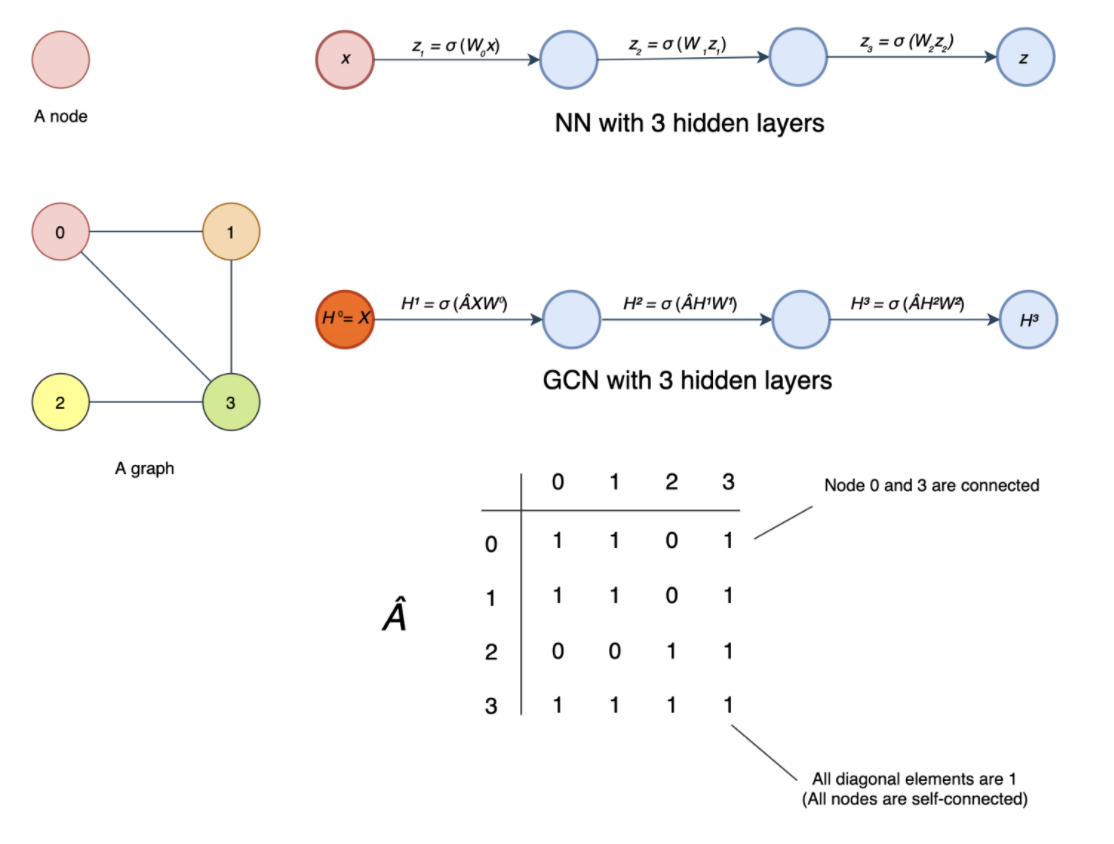 x
z₁ = σ (W₀x)
z₂ = σ (W ₁z₁)
z₃ = σ (W₂z₂)
z
A node
NN with 3 hidden layers
0
1
2
3
A graph
H⁰= X
H¹ = σ (ÂXW⁰)
H² = σ (ÂH¹W¹)
H³ = σ (ÂH²W²)
H³
GCN with 3 hidden layers
0 1 2 3
Node 0 and 3 are connected
0 1 1 0 1
1 1 1 0 1
Â
2 0 0 1 1
3 1 1 1 1
All diagonal elements are 1
(All nodes are self-connected)